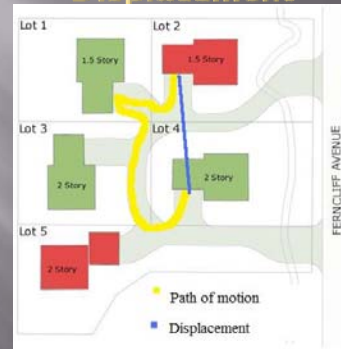 Displacement
Lot 1
Lot 2
1.5 Story
1.5 Story
Lot 3
Lot 4
2 Story
2 Story
Lot 5
2 Story
FERNCLIFF AVENUE
Path of motion
Displacement